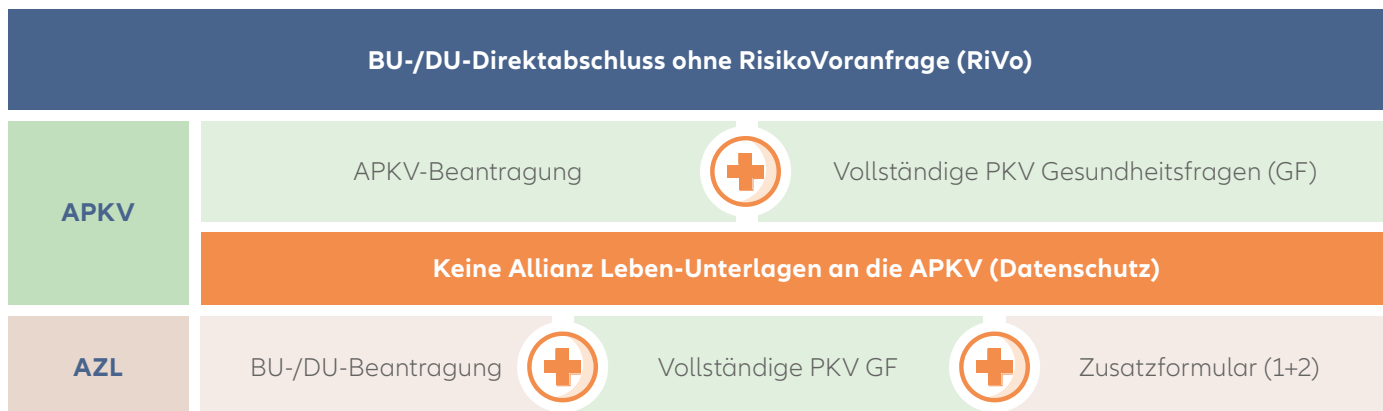 BU-/DU-Direktabschluss ohne RisikoVoranfrage (RiVo)
APKV
APKV-Beantragung
Vollständige PKV Gesundheitsfragen (GF)
Keine Allianz Leben-Unterlagen an die APKV (Datenschutz)
AZL
BU-/DU-Beantragung
Vollständige PKV GF
Zusatzformular (1+2)